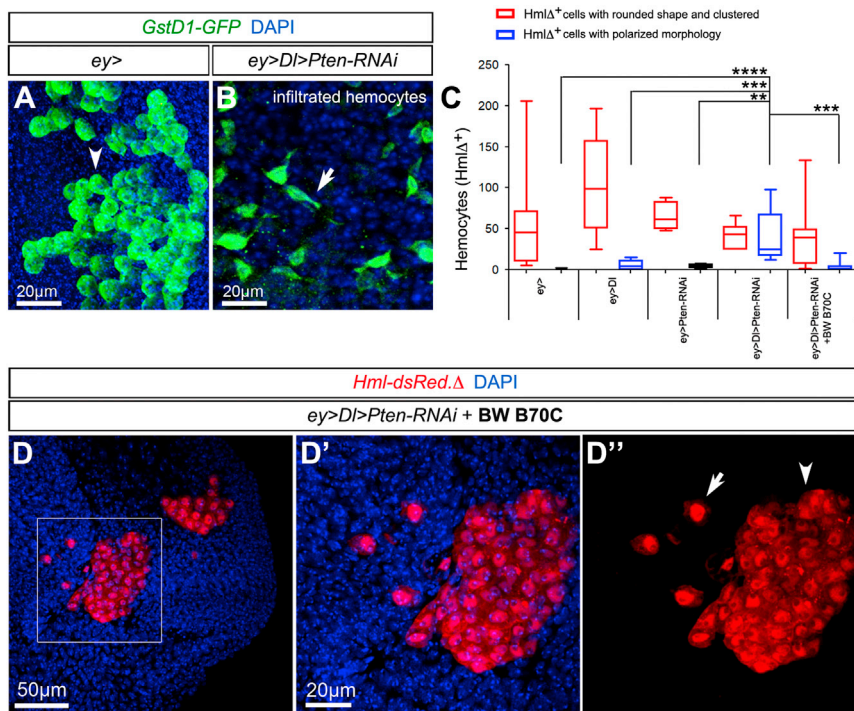 GstD1-GFP DAPI
ey>
ey>Dl>Pten-RNAi
A
B
infiltrated hemocytes
20μm
20μm
HmlΔ+ cells with rounded shape and clustered
HmlΔ+ cells with polarized morphology
C
Hemocytes (HmlΔ+)
250
200
150
100
50
0
****
***
**
***
ey>
ey>Dl
ey>Pten-RNAi
ey>Dl>Pten-RNAi
ey>Dl>Pten-RNAi
+BW B70C
Hml-dsRed.Δ DAPI
ey>Dl>Pten-RNAi + BW B70C
D
D'
D''
50μm
20μm